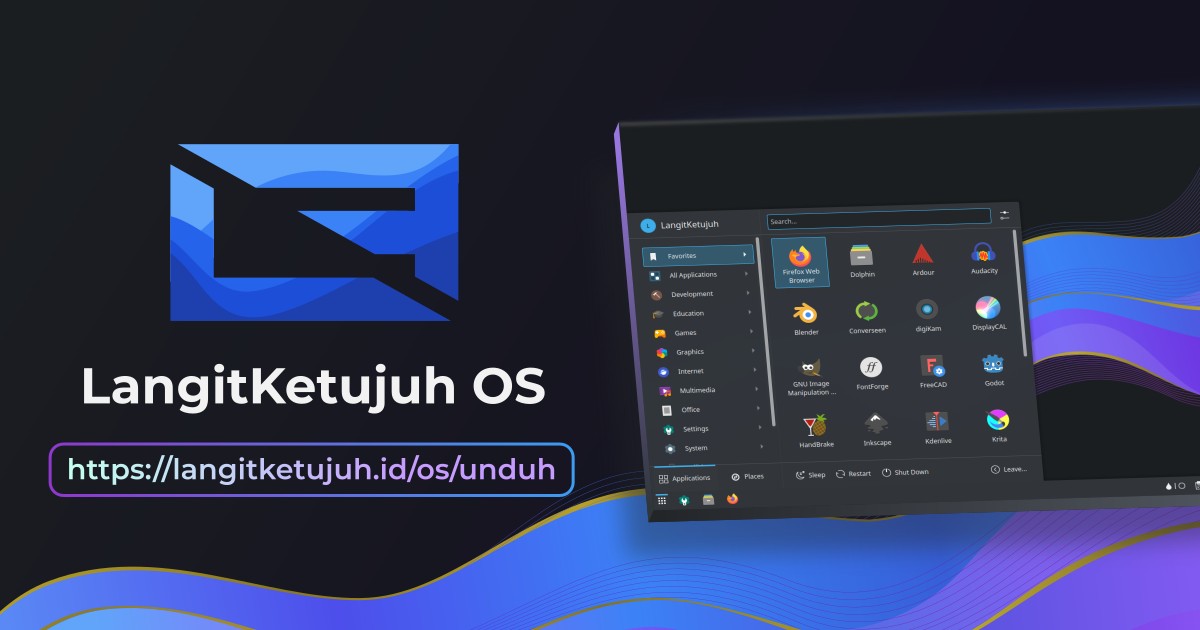 LangitKetujuh OS
https://langitketujuh.id/os/unduh
LangitKetujuh
Search...
Favorites
All Applications
Development
Education
Games
Graphics
Internet
Multimedia
Office
Settings
System
Firefox Web
Browser
Dolphin
Ardour
Audacity
Blender
Converseen
digiKam
DisplayCAL
GNU Image
Manipulation ...
FontForge
FreeCAD
Godot
HandBrake
Inkscape
Kdenlive
Krita
Applications
Places
Sleep
Restart
Shut Down
Leave...